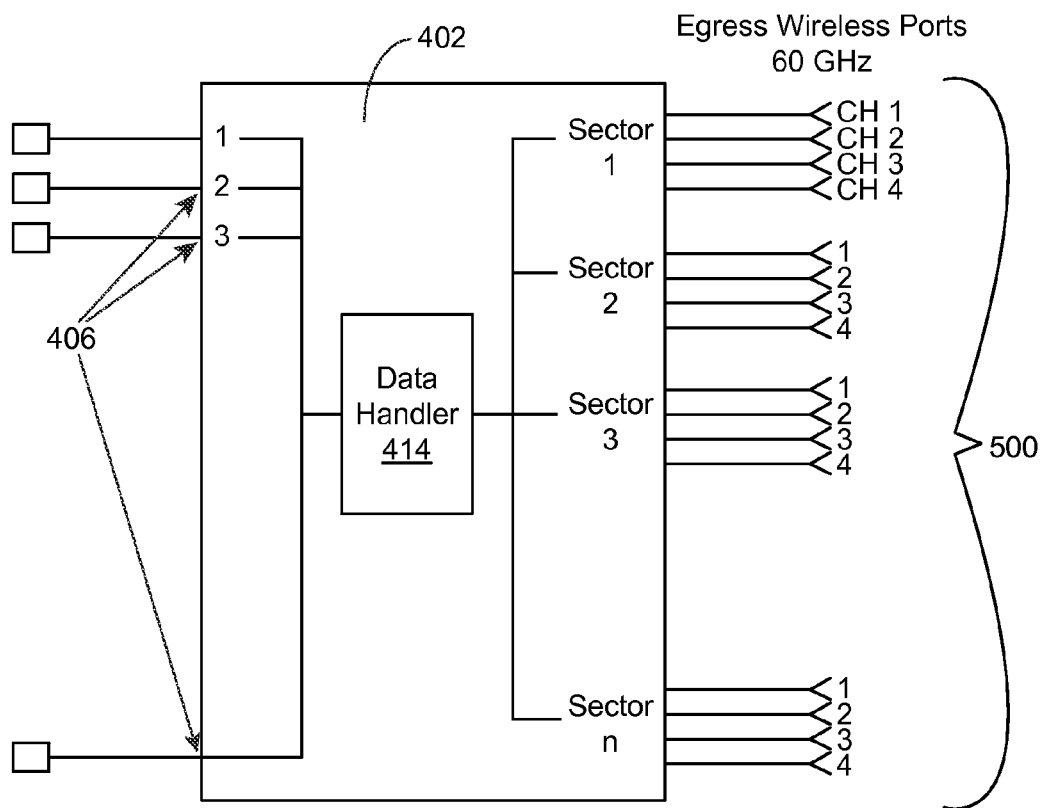 402
Egress Wireless Ports
60 GHz
1
2
3
406
Data
Handler
414
Sector
1
CH 1
CH 2
CH 3
CH 4
Sector
2
1
2
3
4
Sector
3
1
2
3
4
Sector
n
1
2
3
4
500